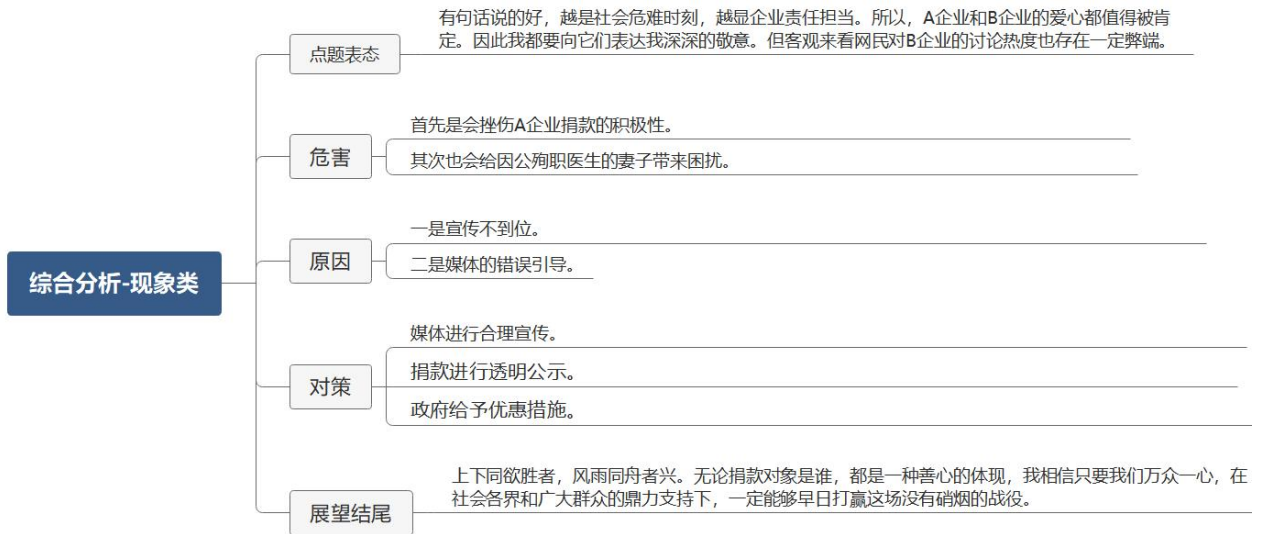 综合分析-现象类
点题表态
有句话说的好，越是社会危难时刻，越显企业责任担当。所以，A企业和B企业的爱心都值得被肯
定。因此我都要向它们表达我深深的敬意。但客观来看网民对B企业的讨论热度也存在一定弊端。
危害
首先是会挫伤A企业捐款的积极性。
其次也会给因公殉职医生的妻子带来困扰。
原因
一是宣传不到位。
二是媒体的错误引导。
对策
媒体进行合理宣传。
捐款进行透明公示。
政府给予优惠措施。
展望结尾
上下同欲胜者，风雨同舟者兴。无论捐款对象是谁，都是一种善心的体现，我相信只要我们万众一心，在
社会各界和广大群众的鼎力支持下，一定能够早日打赢这场没有硝烟的战役。